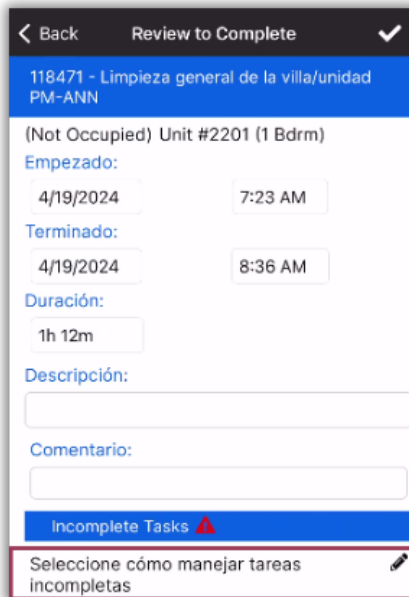 Back Review to Complete
118471 - Limpieza general de la villa/unidad
PM-ANN
(Not Occupied) Unit #2201 (1 Bdrm)
Empezado:
4/19/2024 7:23 AM
Terminado:
4/19/2024 8:36 AM
Duración:
1h 12m
Descripción:
Comentario:
Incomplete Tasks
Seleccione cómo manejar tareas
incompletas